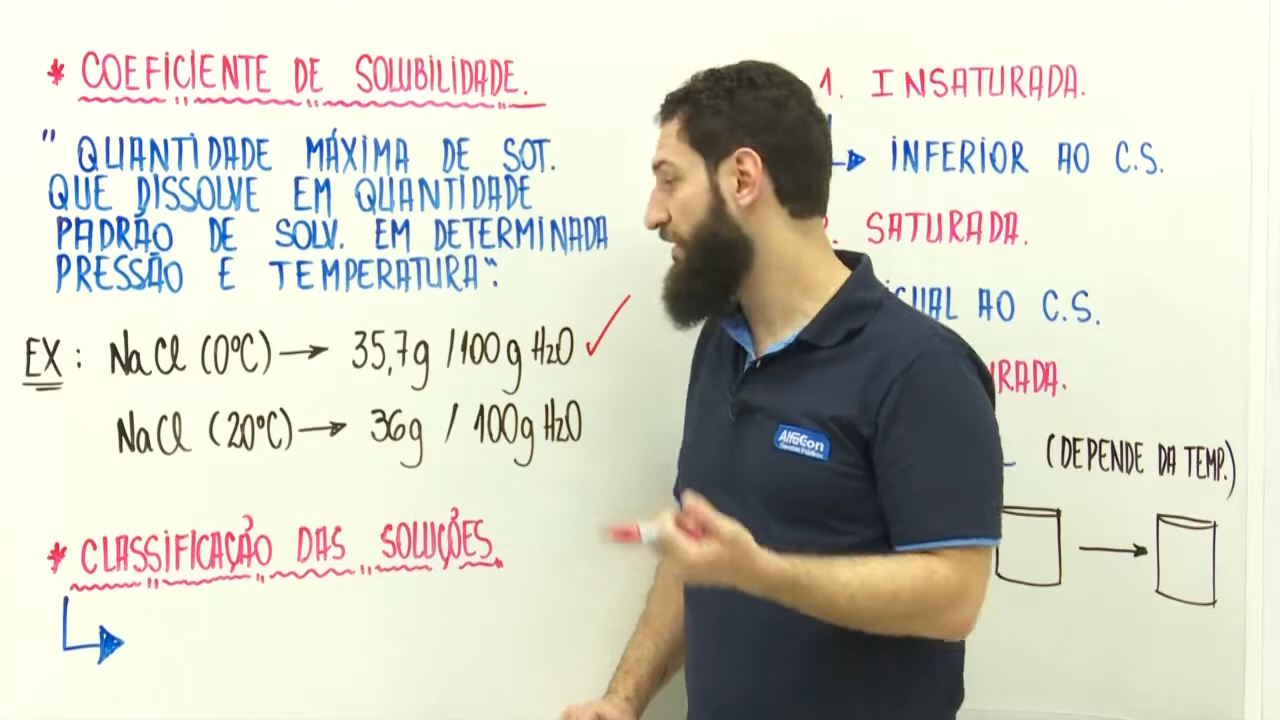 * COEFICIENTE DE SOLUBILIDADE.
" QUANTIDADE MÁXIMA DE SOT.
QUE DISSOLVE EM QUANTIDADE
PADRÃO DE SOLV. EM DETERMINADA
PRESSÃO E TEMPERATURA".
EX: NaCl (0°C) → 35,7g /100g H2O ✓
NaCl (20°C) → 36g / 100g H2O
* CLASSIFICAÇÃO DAS SOLUÇÕES.
1. INSATURADA.
INFERIOR AO C.S.
2. SATURADA.
IGUAL AO C.S.
URADA.
(DEPENDE DA TEMP.)
AlfaCon